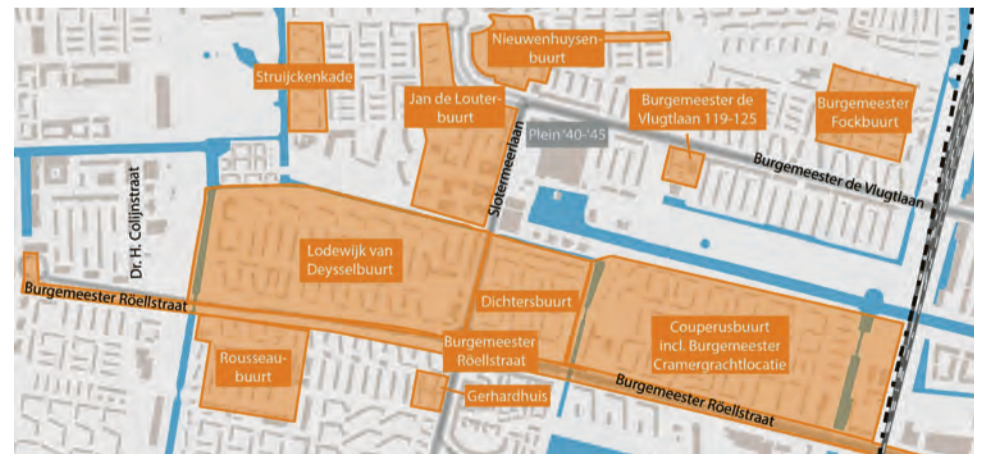 Nieuwenhuysen-
buurt
Struijckenkade
Jan de Louter-
buurt
Burgemeester de
Vlugtlaan 119-125
Burgemeester
Fockbuurt
Plein '40-'45
Slotermeerlaan
Burgemeester de Vlugtlaan
Dr. H. Colijnstraat
Lodewijk van
Deysselbuurt
Burgemeester Röellstraat
Dichtersbuurt
Couperusbuurt
incl. Burgemeester
Cramergrachtlocatie
Burgemeester
Röellstraat
Rousseau-
buurt
Gerhardhuis
Burgemeester Röellstraat